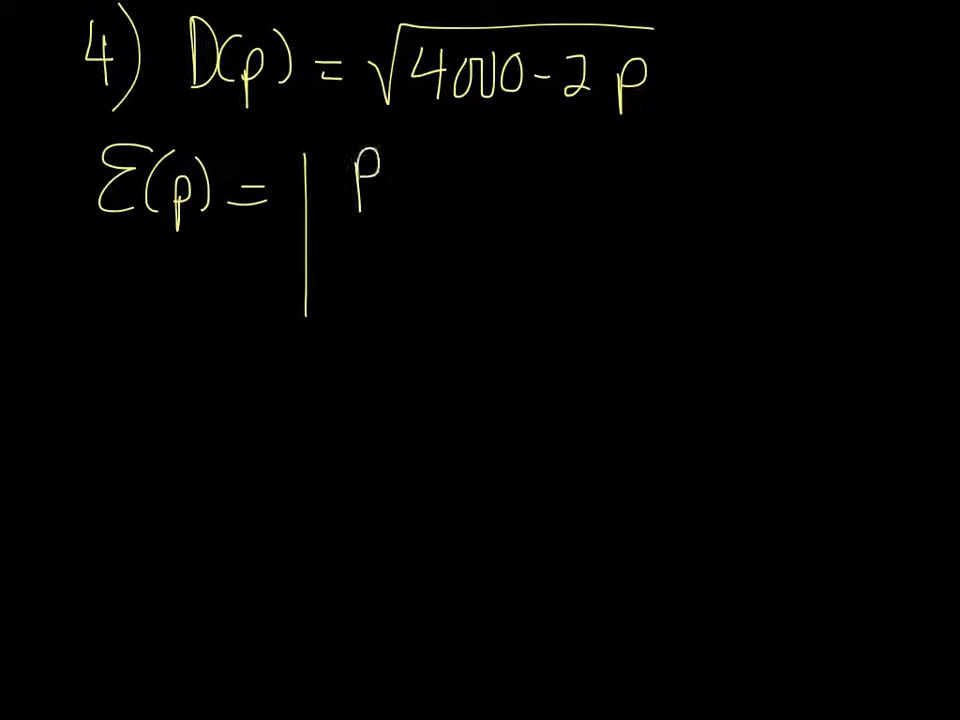 4) D(p) = √4000-2p
Ɛ(p) = | p